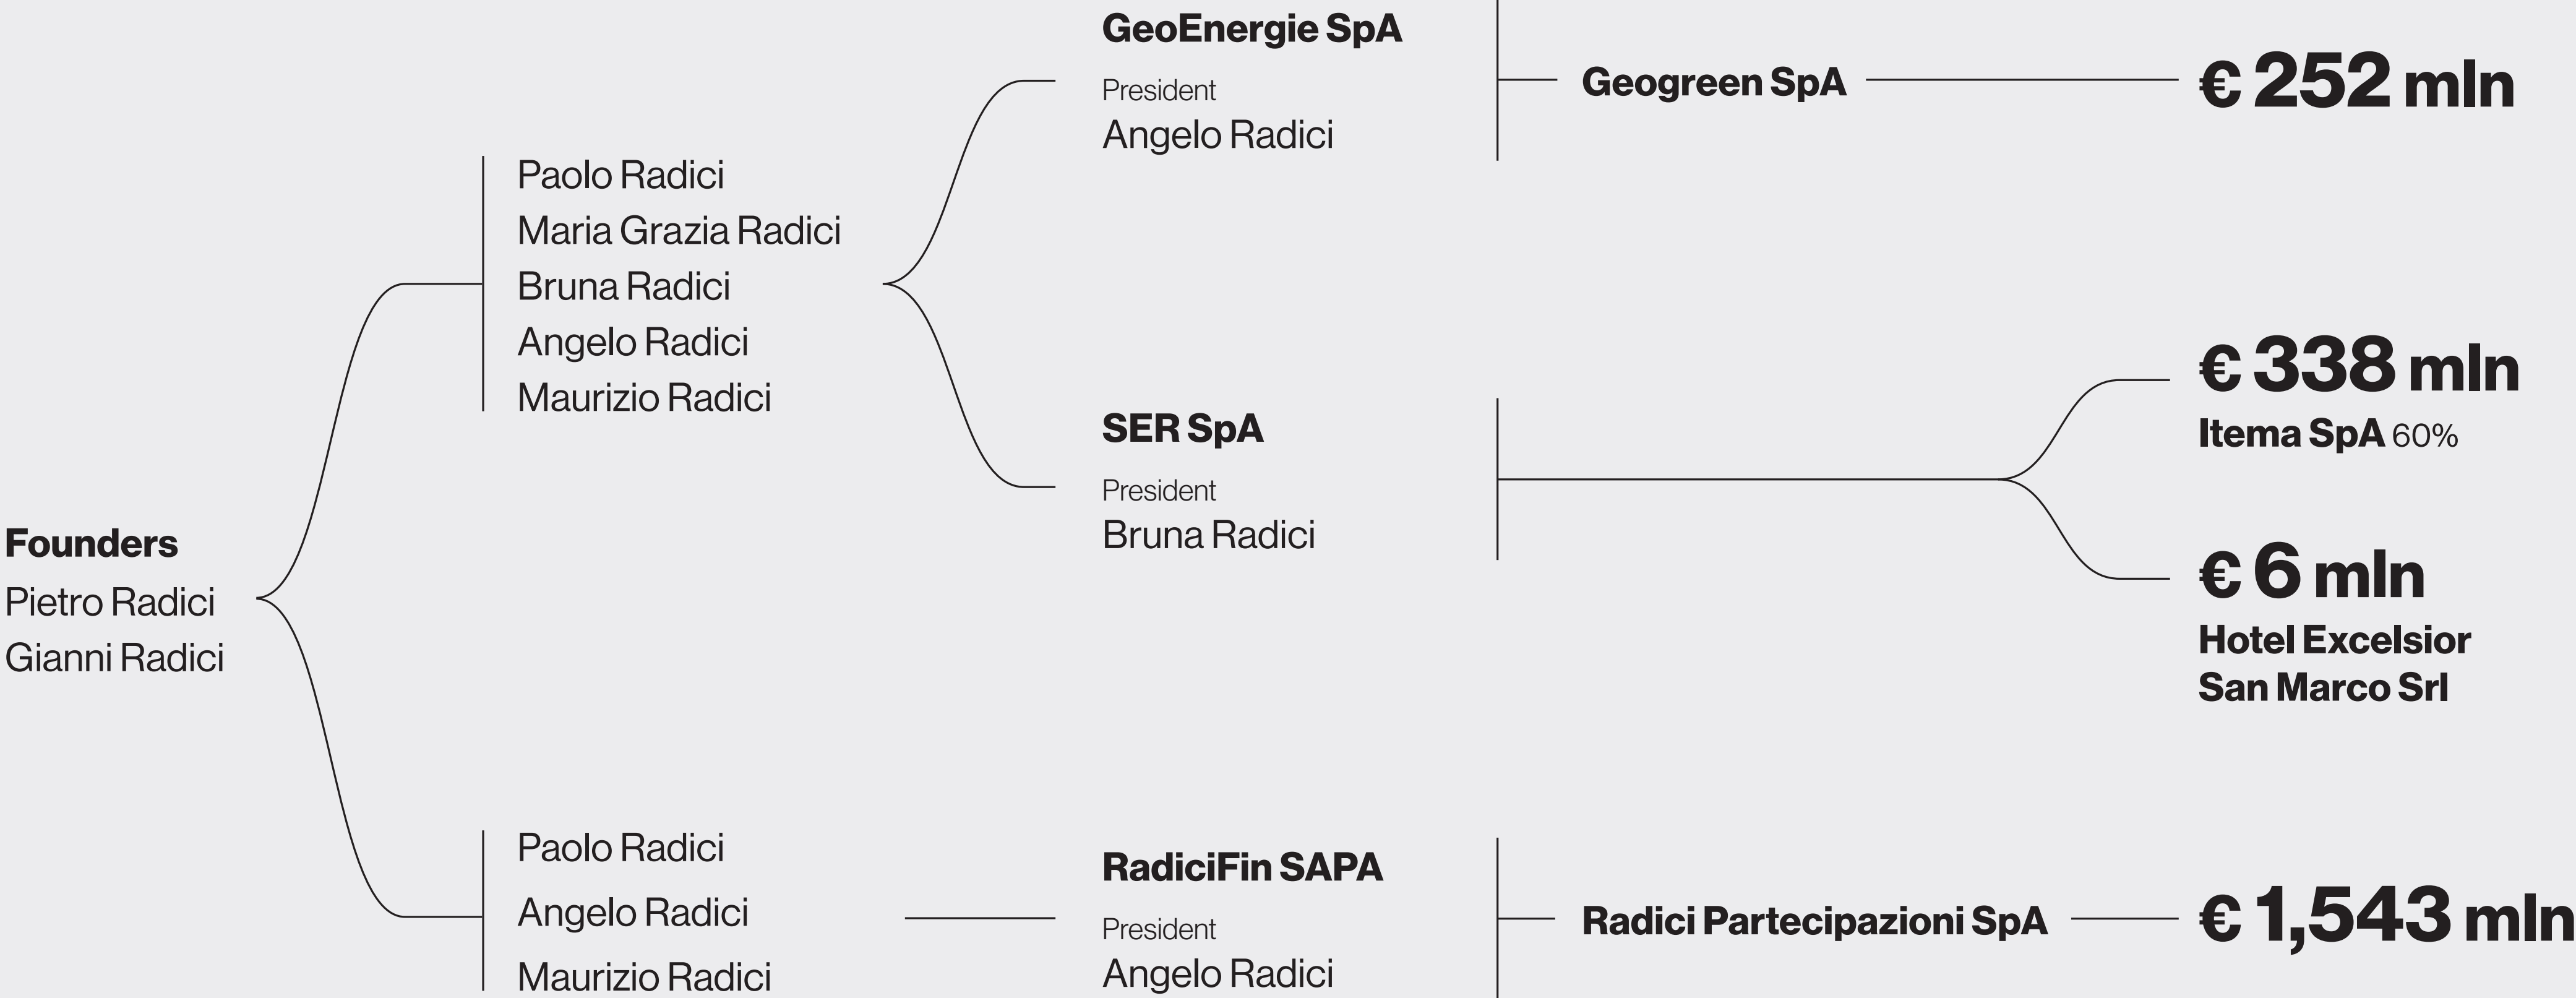 Founders
Pietro Radici
Gianni Radici
Paolo Radici
Maria Grazia Radici
Bruna Radici
Angelo Radici
Maurizio Radici
GeoEnergie SpA
President
Angelo Radici
Geogreen SpA
€ 252 mln
SER SpA
President
Bruna Radici
€ 338 mln
Itema SpA 60%
€ 6 mln
Hotel Excelsior
San Marco Srl
Paolo Radici
Angelo Radici
Maurizio Radici
RadiciFin SAPA
President
Angelo Radici
Radici Partecipazioni SpA
€ 1,543 mln